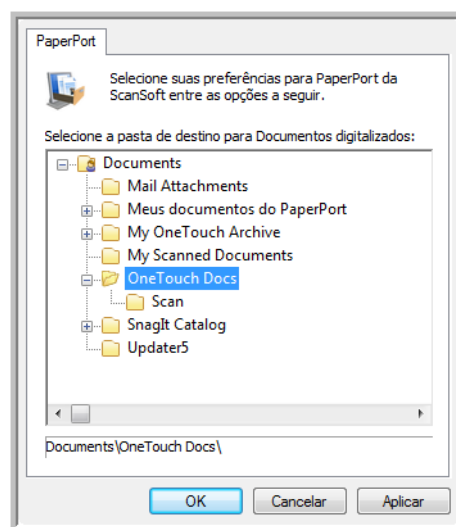 PaperPort
Selecione suas preferências para PaperPort da
ScanSoft entre as opções a seguir.
Selecione a pasta de destino para Documentos digitalizados:
Documents
Mail Attachments
Meus documentos do PaperPort
My OneTouch Archive
My Scanned Documents
OneTouch Docs
Scan
SnagIt Catalog
Updater5
Documents\OneTouch Docs\
OK Cancelar Aplicar